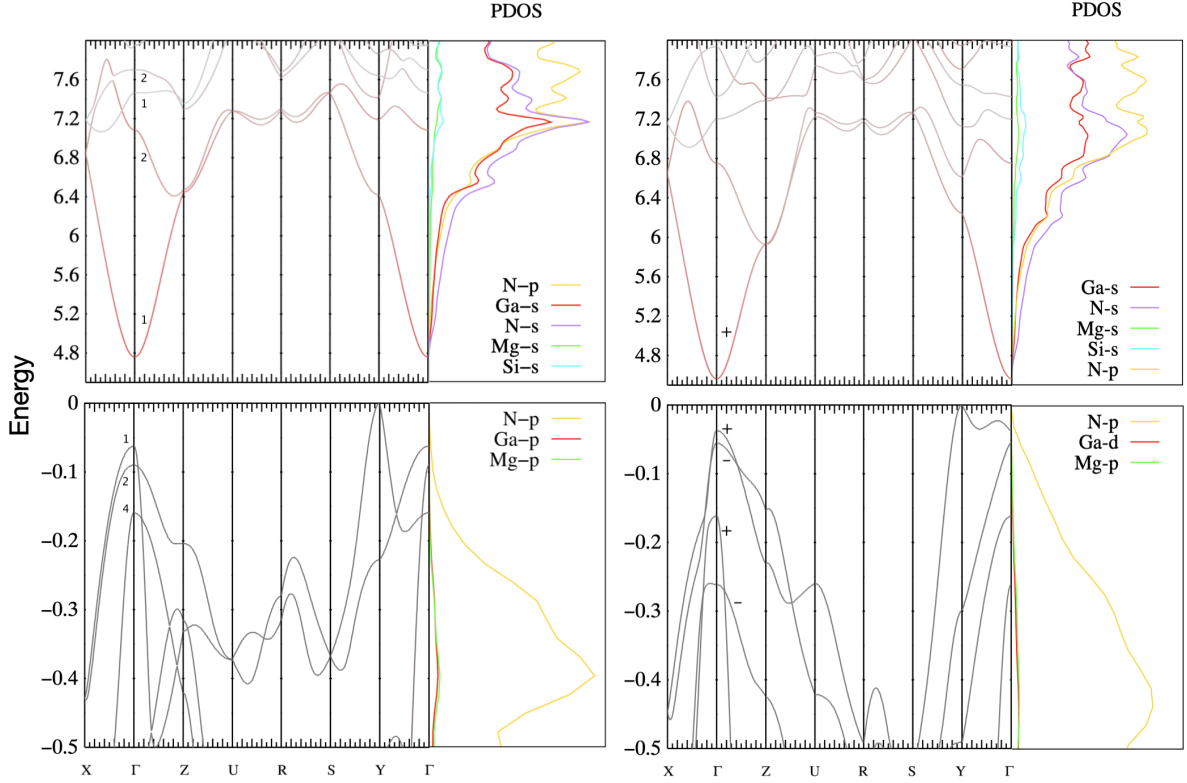 PDOS
PDOS
7.6
7.2
6.8
6.4
6
5.6
5.2
4.8
2
1
2
1
N−p
Ga−s
N−s
Mg−s
Si−s
7.6
7.2
6.8
6.4
6
5.6
5.2
4.8
+
Ga-s
N-s
Mg-s
Si-s
N-p
Energy
0
−0.1
−0.2
−0.3
−0.4
−0.5
1
2
4
N−p
Ga−p
Mg−p
X Γ Z U R S Y Γ
0
−0.1
−0.2
−0.3
−0.4
−0.5
+
-
+
-
N-p
Ga-d
Mg-p
X Γ Z U R S Y Γ